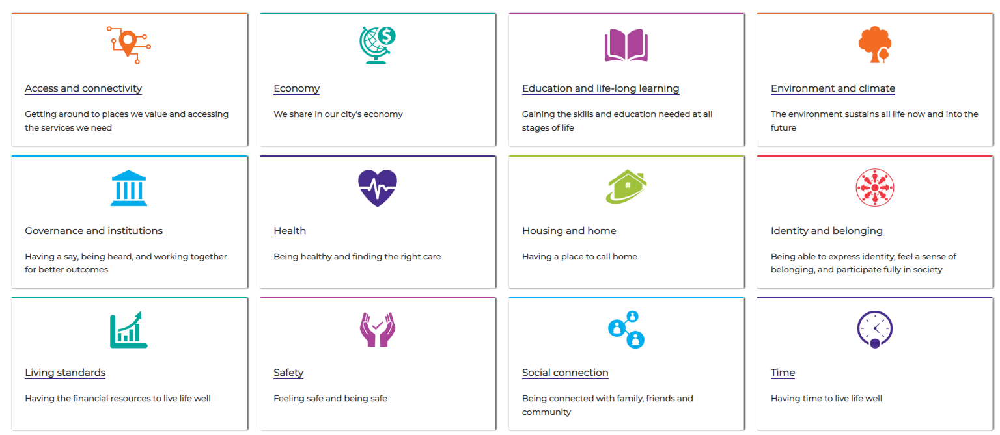 Access and connectivity
Getting around to places we value and accessing
the services we need
Economy
We share in our city's economy
Education and life-long learning
Gaining the skills and education needed at all
stages of life
Environment and climate
The environment sustains all life now and into the
future
Governance and institutions
Having a say, being heard, and working together
for better outcomes
Health
Being healthy and finding the right care
Housing and home
Having a place to call home
Identity and belonging
Being able to express identity, feel a sense of
belonging, and participate fully in society
Living standards
Having the financial resources to live life well
Safety
Feeling safe and being safe
Social connection
Being connected with family, friends and
community
Time
Having time to live life well